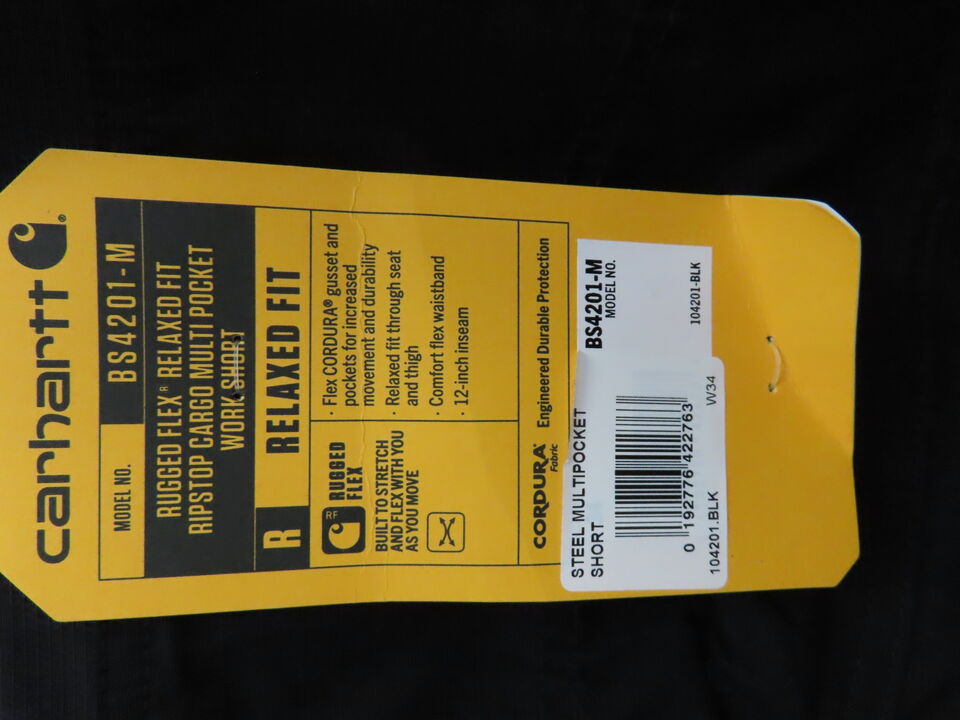 carhartt ®
MODEL NO.
BS4201-M
RUGGED FLEX® RELAXED FIT
RIPSTOP CARGO MULTI POCKET
WORK SHORT
R RELAXED FIT
RF
RUGGED
FLEX
BUILT TO STRETCH
AND FLEX WITH YOU
AS YOU MOVE
· Flex CORDURA® gusset and
pockets for increased
movement and durability
· Relaxed fit through seat
and thigh
· Comfort flex waistband
· 12-inch inseam
CORDURA®
Fabric
Engineered Durable Protection
BS4201-M
MODEL NO.
104201-BLK
STEEL MULTIPOCKET
SHORT
0 192776 422763
104201.BLK W34